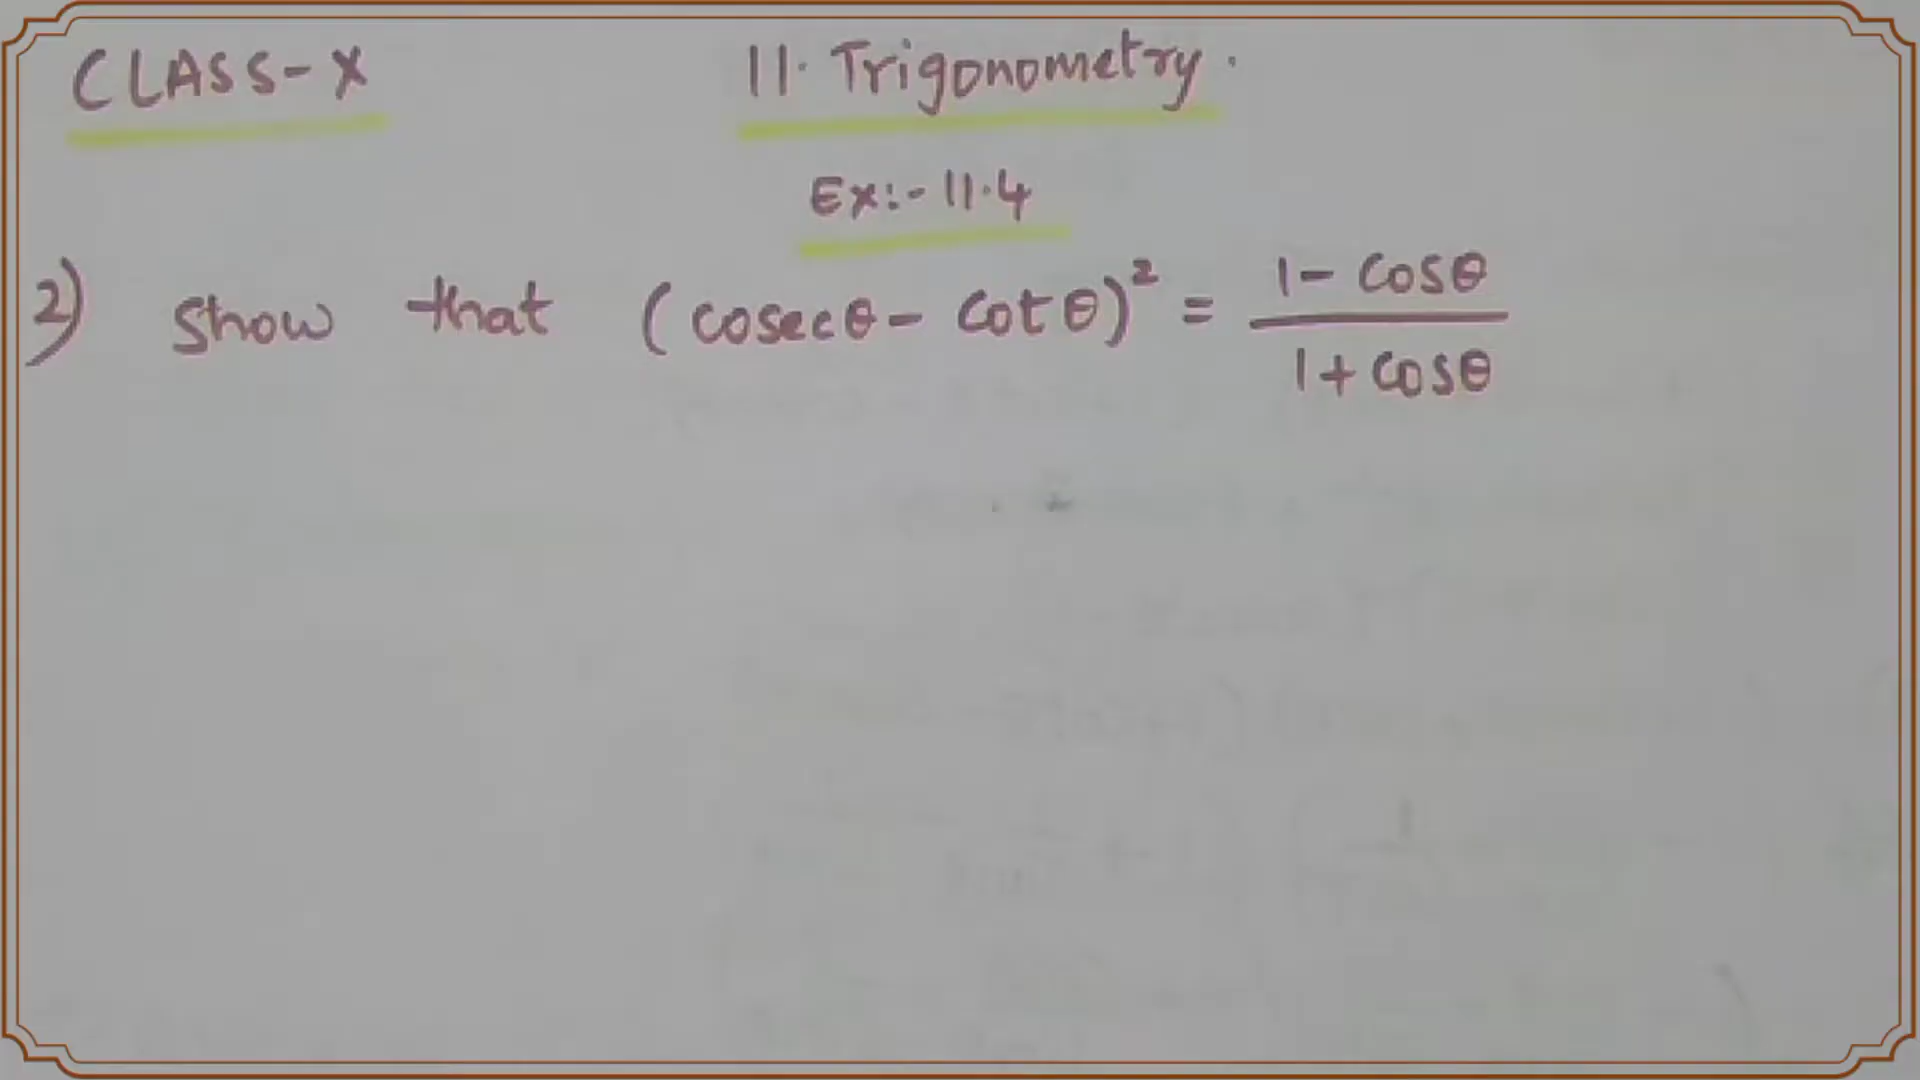 CLASS-X
11. Trigonometry.
Ex:- 11.4
2) Show that (cosecθ - cotθ)² = 1 - cosθ / 1 + cosθ